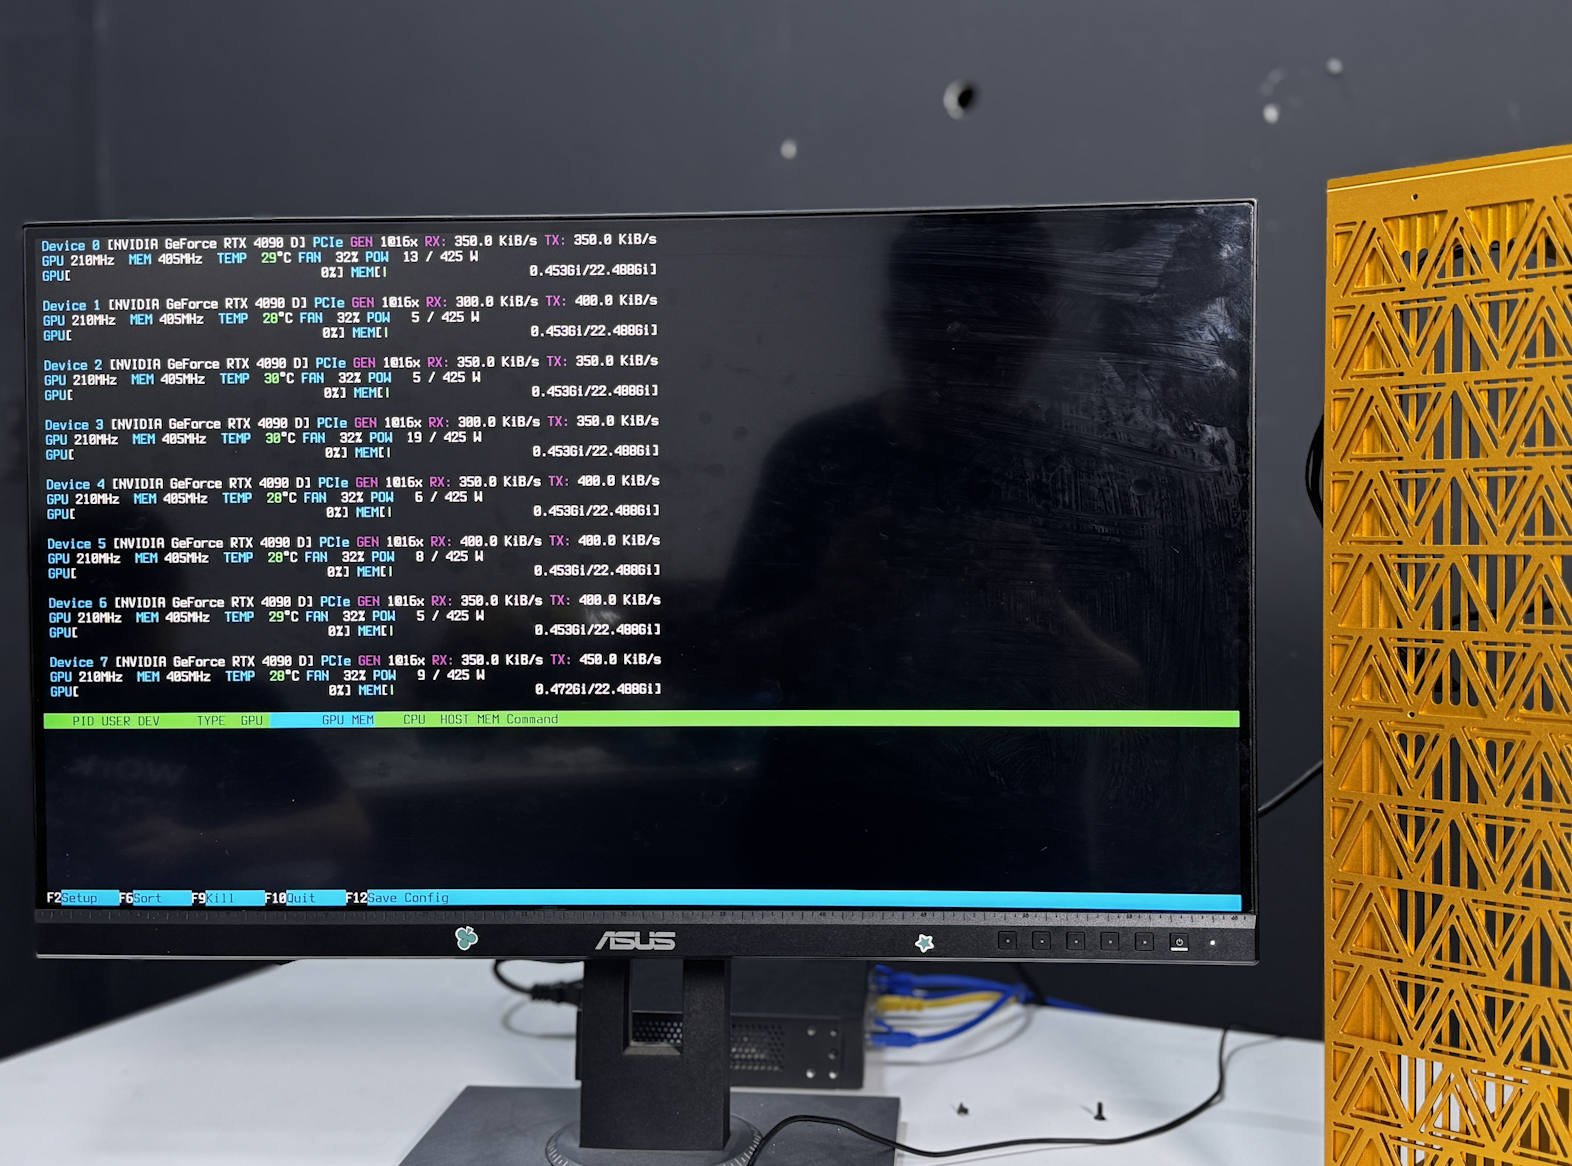 Device 0 [NVIDIA GeForce RTX 4090 D] PCIe GEN 1@16x RX: 350.0 KiB/s TX: 350.0 KiB/s
GPU 210MHz MEM 405MHz TEMP 29°C FAN 32% POW 13 / 425 W
GPU[ 0%] MEM[| 0.453Gi/22.488Gi]
Device 1 [NVIDIA GeForce RTX 4090 D] PCIe GEN 1@16x RX: 300.0 KiB/s TX: 400.0 KiB/s
GPU 210MHz MEM 405MHz TEMP 28°C FAN 32% POW 5 / 425 W
GPU[ 0%] MEM[| 0.453Gi/22.488Gi]
Device 2 [NVIDIA GeForce RTX 4090 D] PCIe GEN 1@16x RX: 350.0 KiB/s TX: 350.0 KiB/s
GPU 210MHz MEM 405MHz TEMP 30°C FAN 32% POW 5 / 425 W
GPU[ 0%] MEM[| 0.453Gi/22.488Gi]
Device 3 [NVIDIA GeForce RTX 4090 D] PCIe GEN 1@16x RX: 300.0 KiB/s TX: 350.0 KiB/s
GPU 210MHz MEM 405MHz TEMP 30°C FAN 32% POW 19 / 425 W
GPU[ 0%] MEM[| 0.453Gi/22.488Gi]
Device 4 [NVIDIA GeForce RTX 4090 D] PCIe GEN 1@16x RX: 350.0 KiB/s TX: 400.0 KiB/s
GPU 210MHz MEM 405MHz TEMP 28°C FAN 32% POW 6 / 425 W
GPU[ 0%] MEM[| 0.453Gi/22.488Gi]
Device 5 [NVIDIA GeForce RTX 4090 D] PCIe GEN 1@16x RX: 400.0 KiB/s TX: 400.0 KiB/s
GPU 210MHz MEM 405MHz TEMP 28°C FAN 32% POW 8 / 425 W
GPU[ 0%] MEM[| 0.453Gi/22.488Gi]
Device 6 [NVIDIA GeForce RTX 4090 D] PCIe GEN 1@16x RX: 350.0 KiB/s TX: 400.0 KiB/s
GPU 210MHz MEM 405MHz TEMP 29°C FAN 32% POW 5 / 425 W
GPU[ 0%] MEM[| 0.453Gi/22.488Gi]
Device 7 [NVIDIA GeForce RTX 4090 D] PCIe GEN 1@16x RX: 350.0 KiB/s TX: 450.0 KiB/s
GPU 210MHz MEM 405MHz TEMP 28°C FAN 32% POW 9 / 425 W
GPU[ 0%] MEM[| 0.472Gi/22.488Gi]
PID USER DEV TYPE GPU GPU MEM CPU HOST MEM Command
F2Setup F6Sort F9Kill F10Quit F12Save Config
ASUS